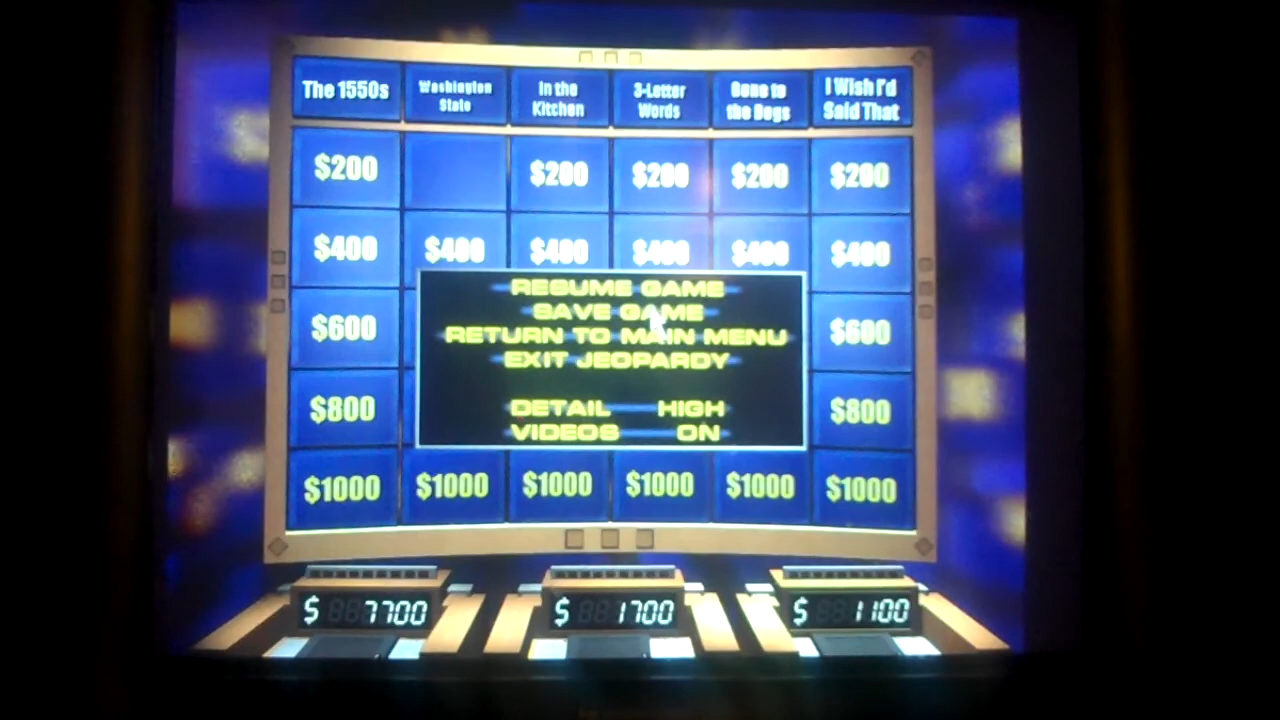 The 1550s
Washington
State
In the
Kitchen
3-Letter
Words
Gone to
the Dogs
I Wish I'd
Said That
$200 $200 $200 $200 $200
$400 $400 $400 $400 $400 $400
$600 $600
$800 $800
$1000 $1000 $1000 $1000 $1000 $1000
RESUME GAME
SAVE GAME
RETURN TO MAIN MENU
EXIT JEOPARDY
DETAIL HIGH
VIDEOS ON
$ 7700 $ 1700 $ 1100